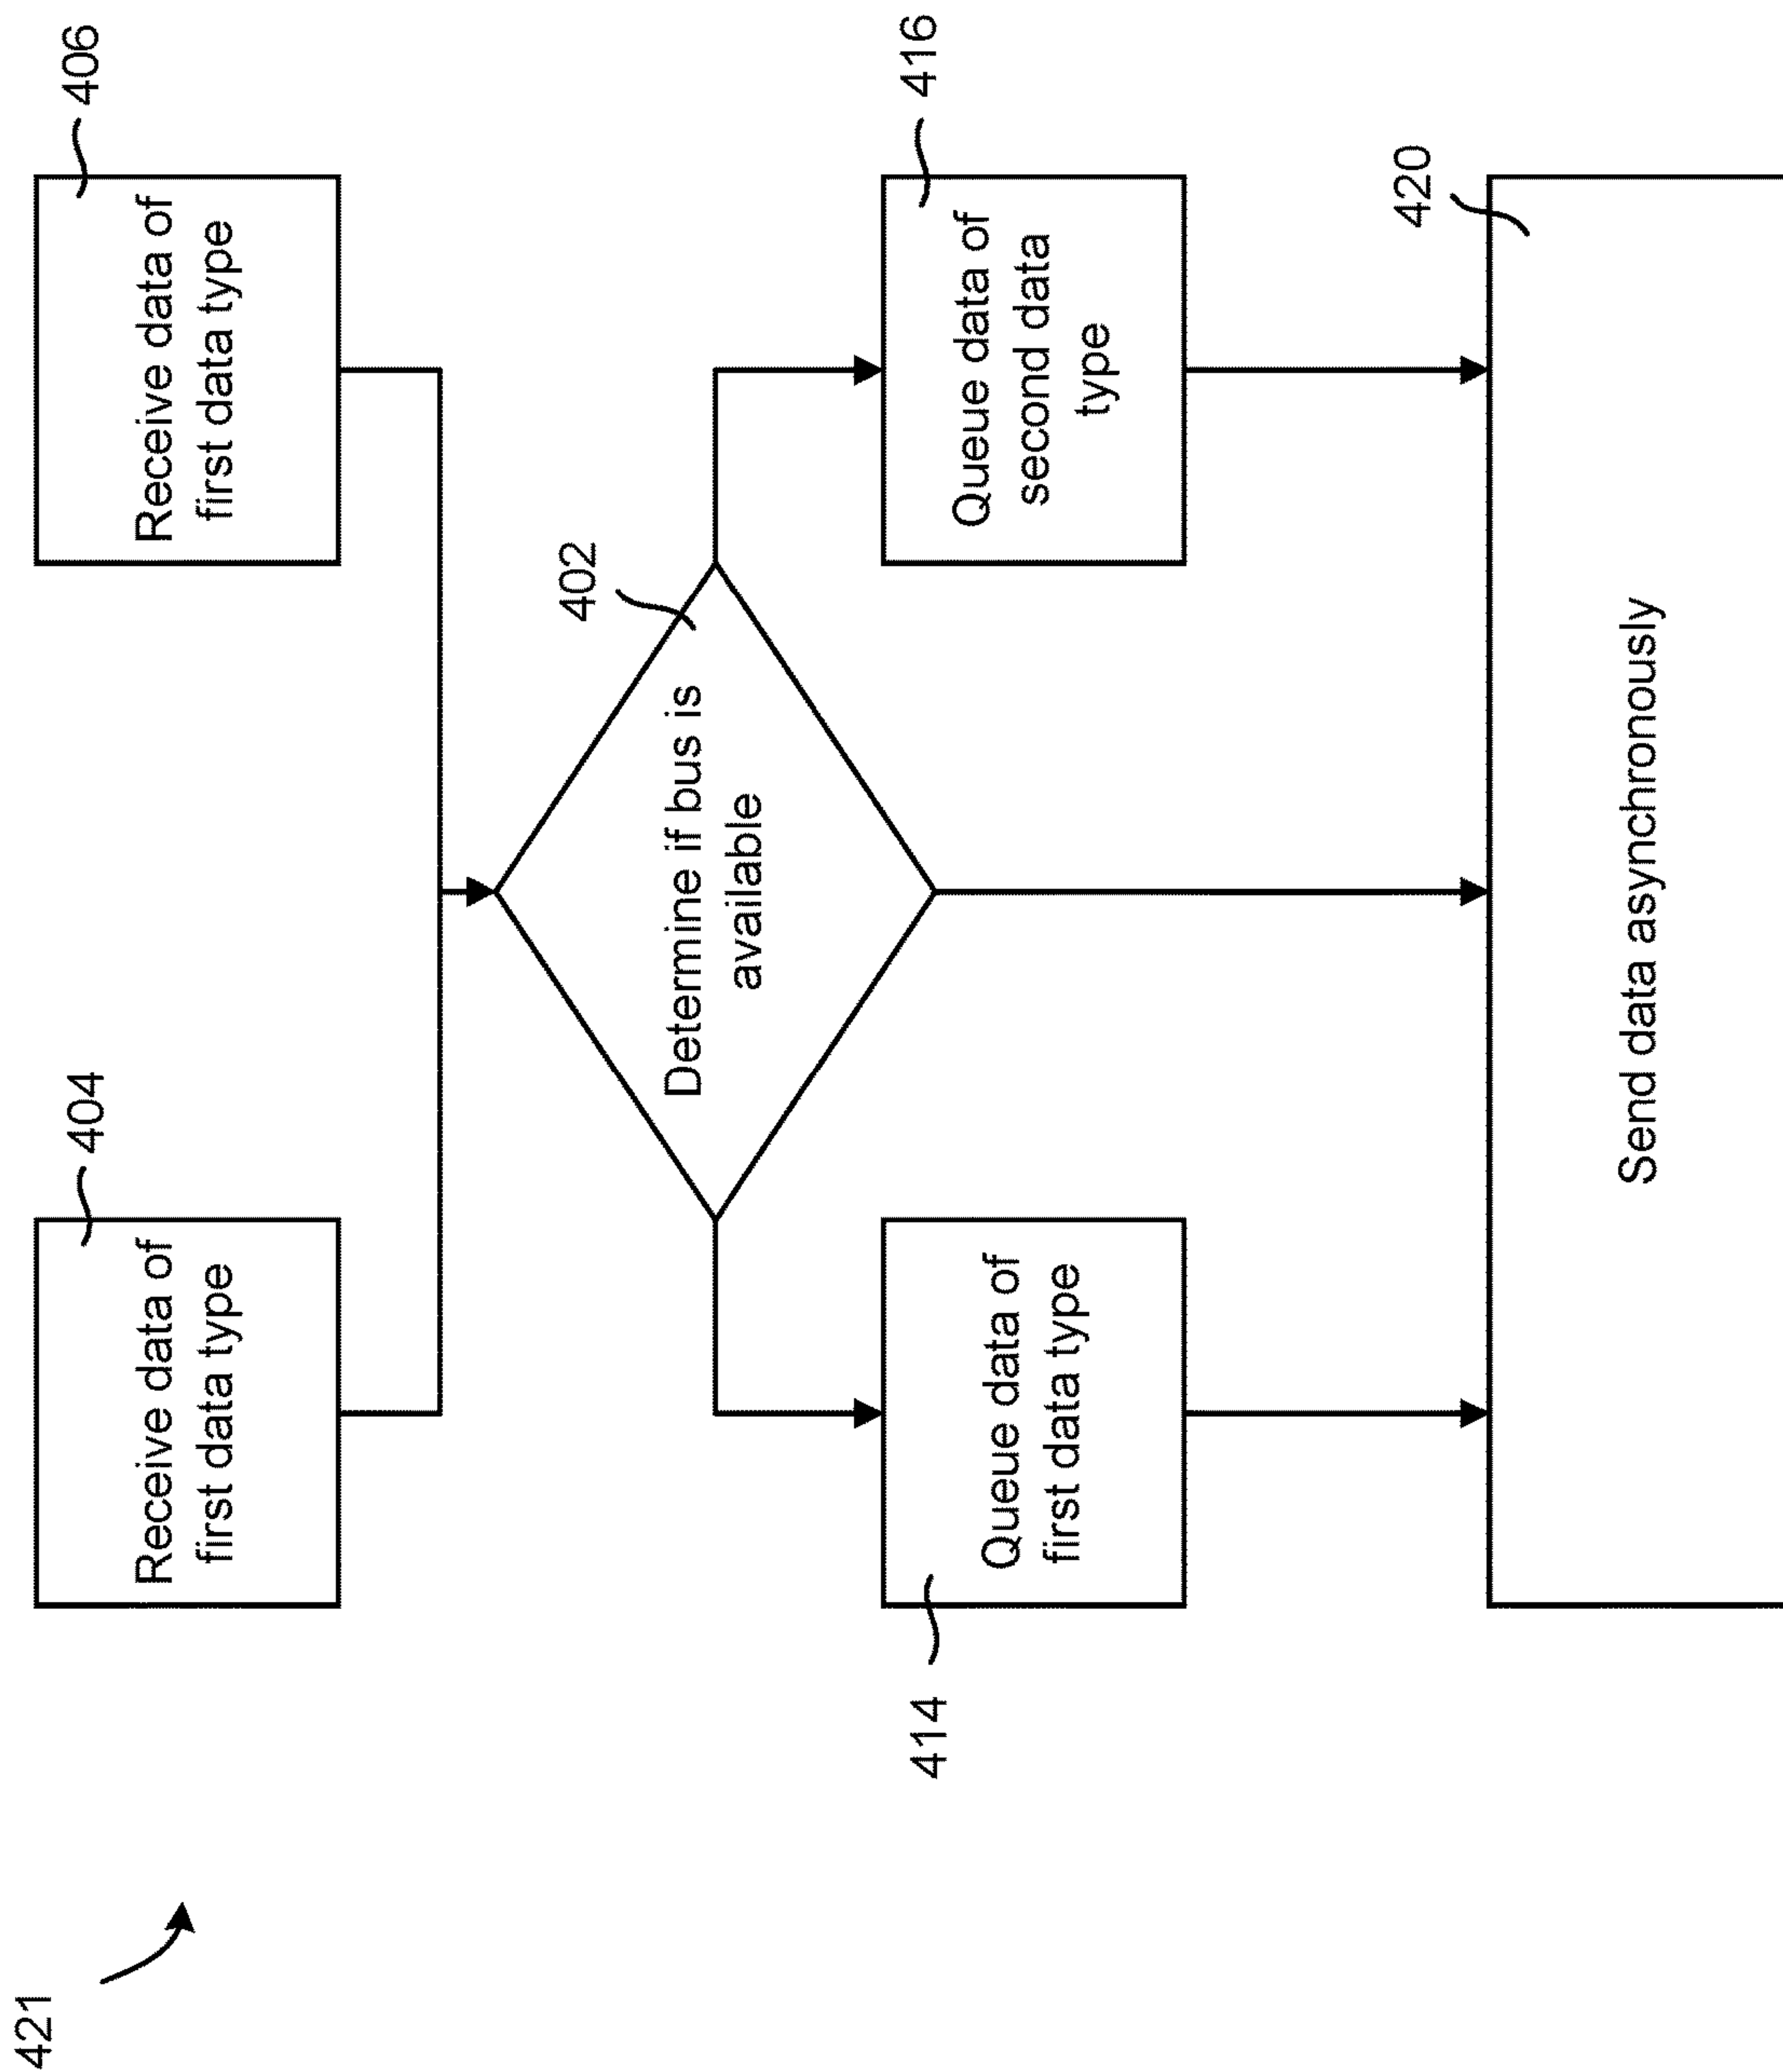 421
404
Receive data of
first data type
406
Receive data of
first data type
402
Determine if bus is
available
414
Queue data of
first data type
416
Queue data of
second data
type
420
Send data asynchronously